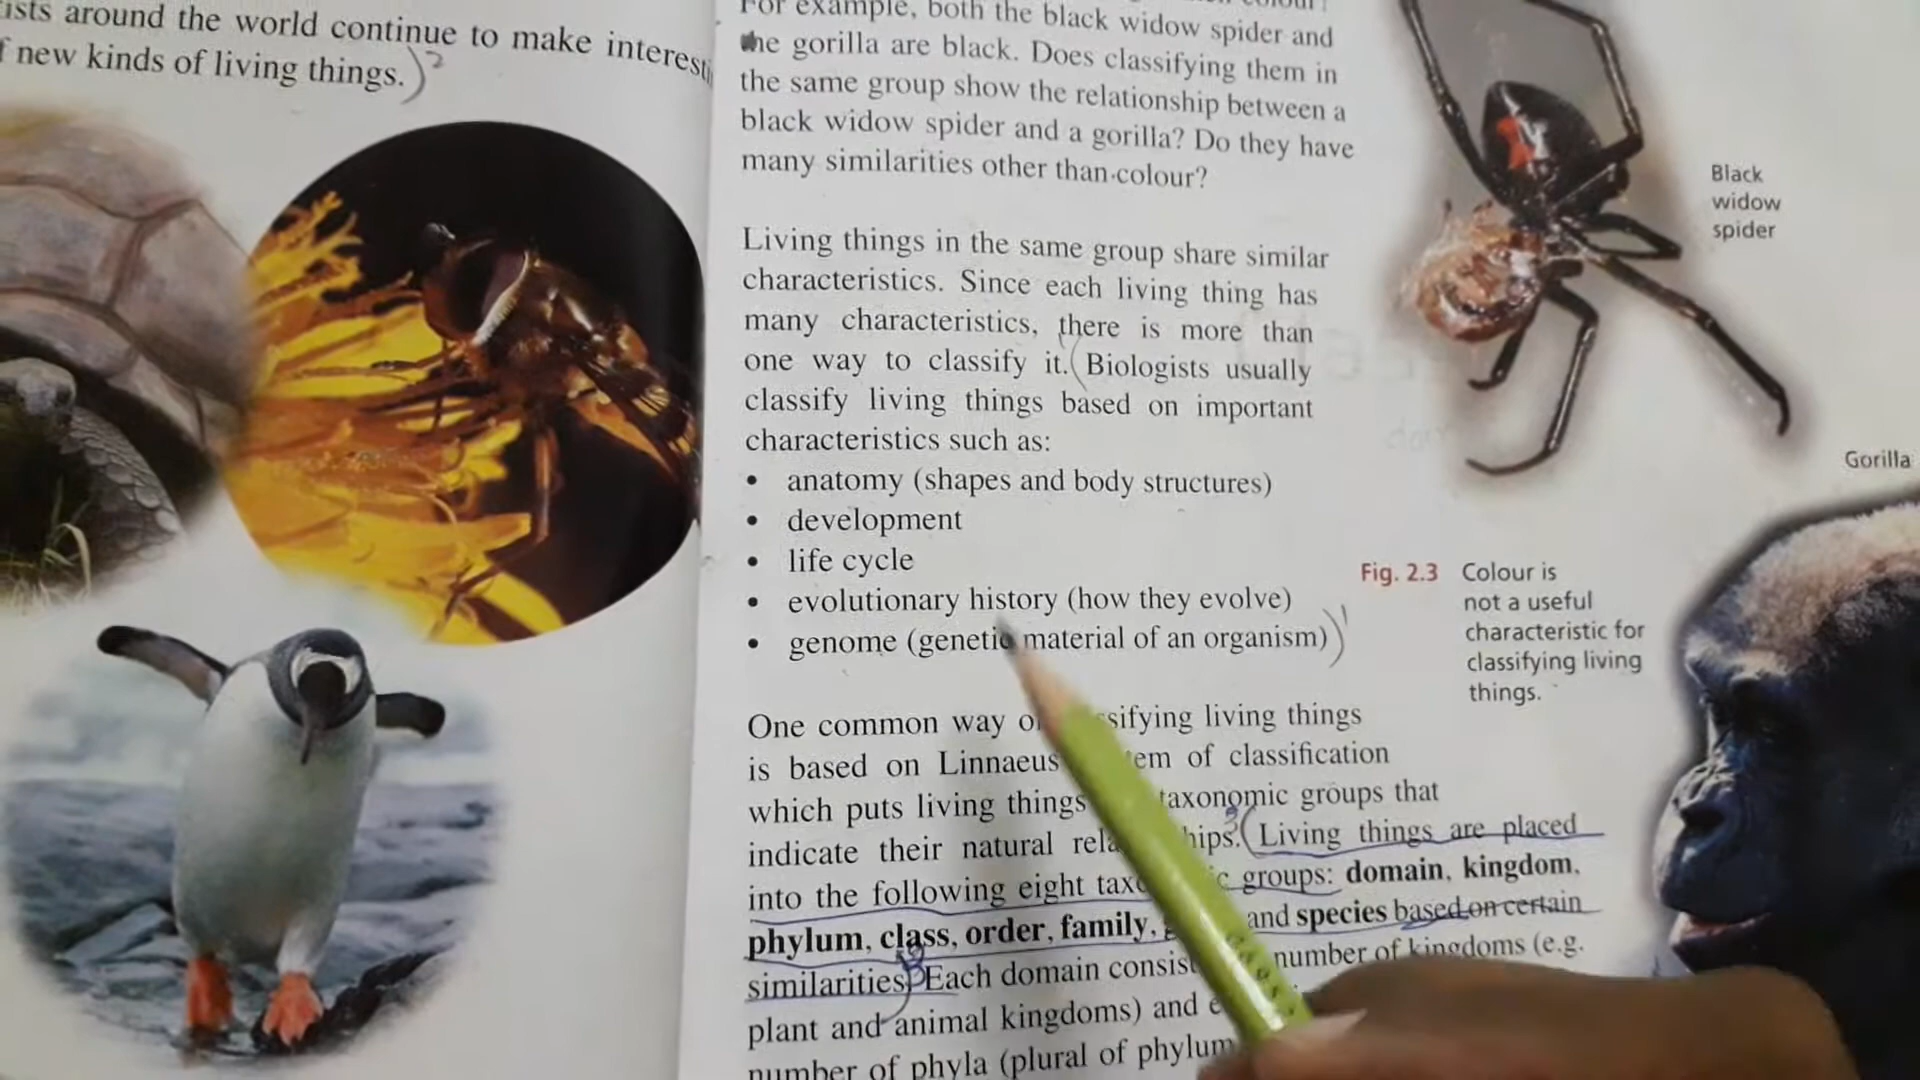 ists around the world continue to make
f new kinds of living things. 2
For example, both the black widow spider and
the gorilla are black. Does classifying them in
the same group show the relationship between a
black widow spider and a gorilla? Do they have
many similarities other than colour?
Living things in the same group share similar
characteristics. Since each living thing has
many characteristics, there is more than
one way to classify it. (Biologists usually
classify living things based on important
characteristics such as:
• anatomy (shapes and body structures)
• development
• life cycle
• evolutionary history (how they evolve)
• genome (genetic material of an organism) 1
One common way sifying living things
is based on Linnaeus em of classification
which puts living things taxonomic groups that
indicate their natural rela hips. 3 (Living things are placed
into the following eight taxo c groups: domain, kingdom,
phylum, class, order, family, and species based on certain
similarities. Each domain consist number of kingdoms (e.g.
plant and animal kingdoms) and e
number of phyla (plural of phylum
Black
widow
spider
Gorilla
Fig. 2.3 Colour is
not a useful
characteristic for
classifying living
things.